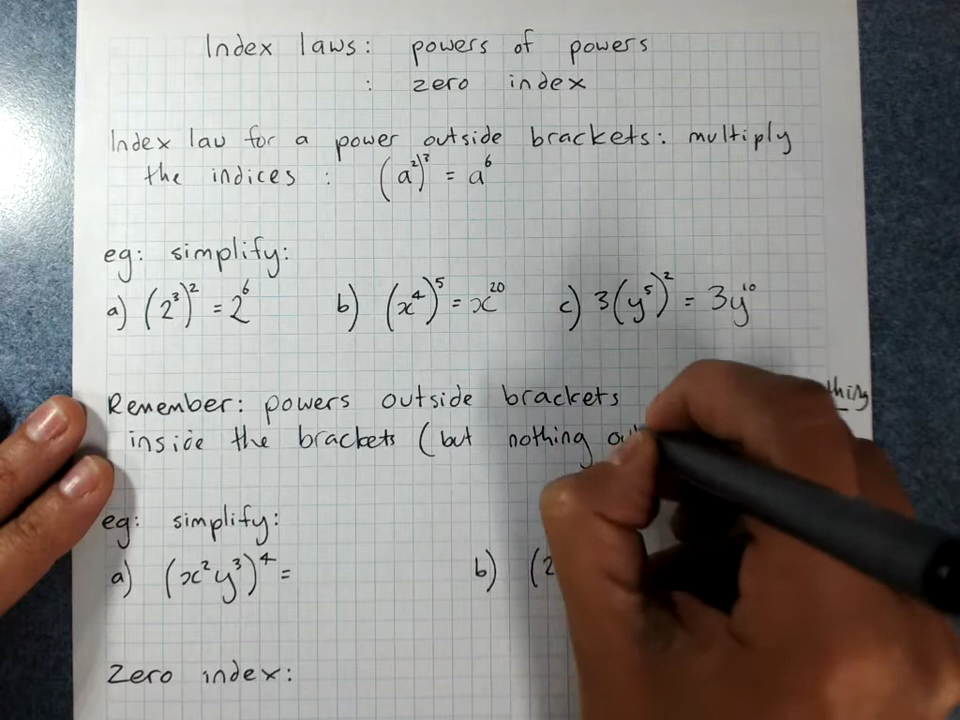 Index laws: powers of powers
: zero index
Index law for a power outside brackets: multiply
the indices : (a²)³ = a⁶
eg: simplify:
a) (2³)² = 2⁶ b) (x⁴)⁵ = x²⁰ c) 3(y⁵)² = 3y¹⁰
Remember: powers outside brackets
inside the brackets (but nothing
eg: simplify:
a) (x²y³)⁴ = b) (2
Zero index: